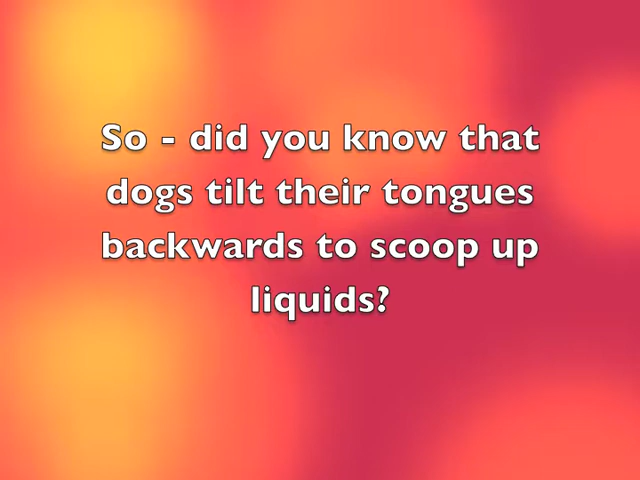 So - did you know that
dogs tilt their tongues
backwards to scoop up
liquids?